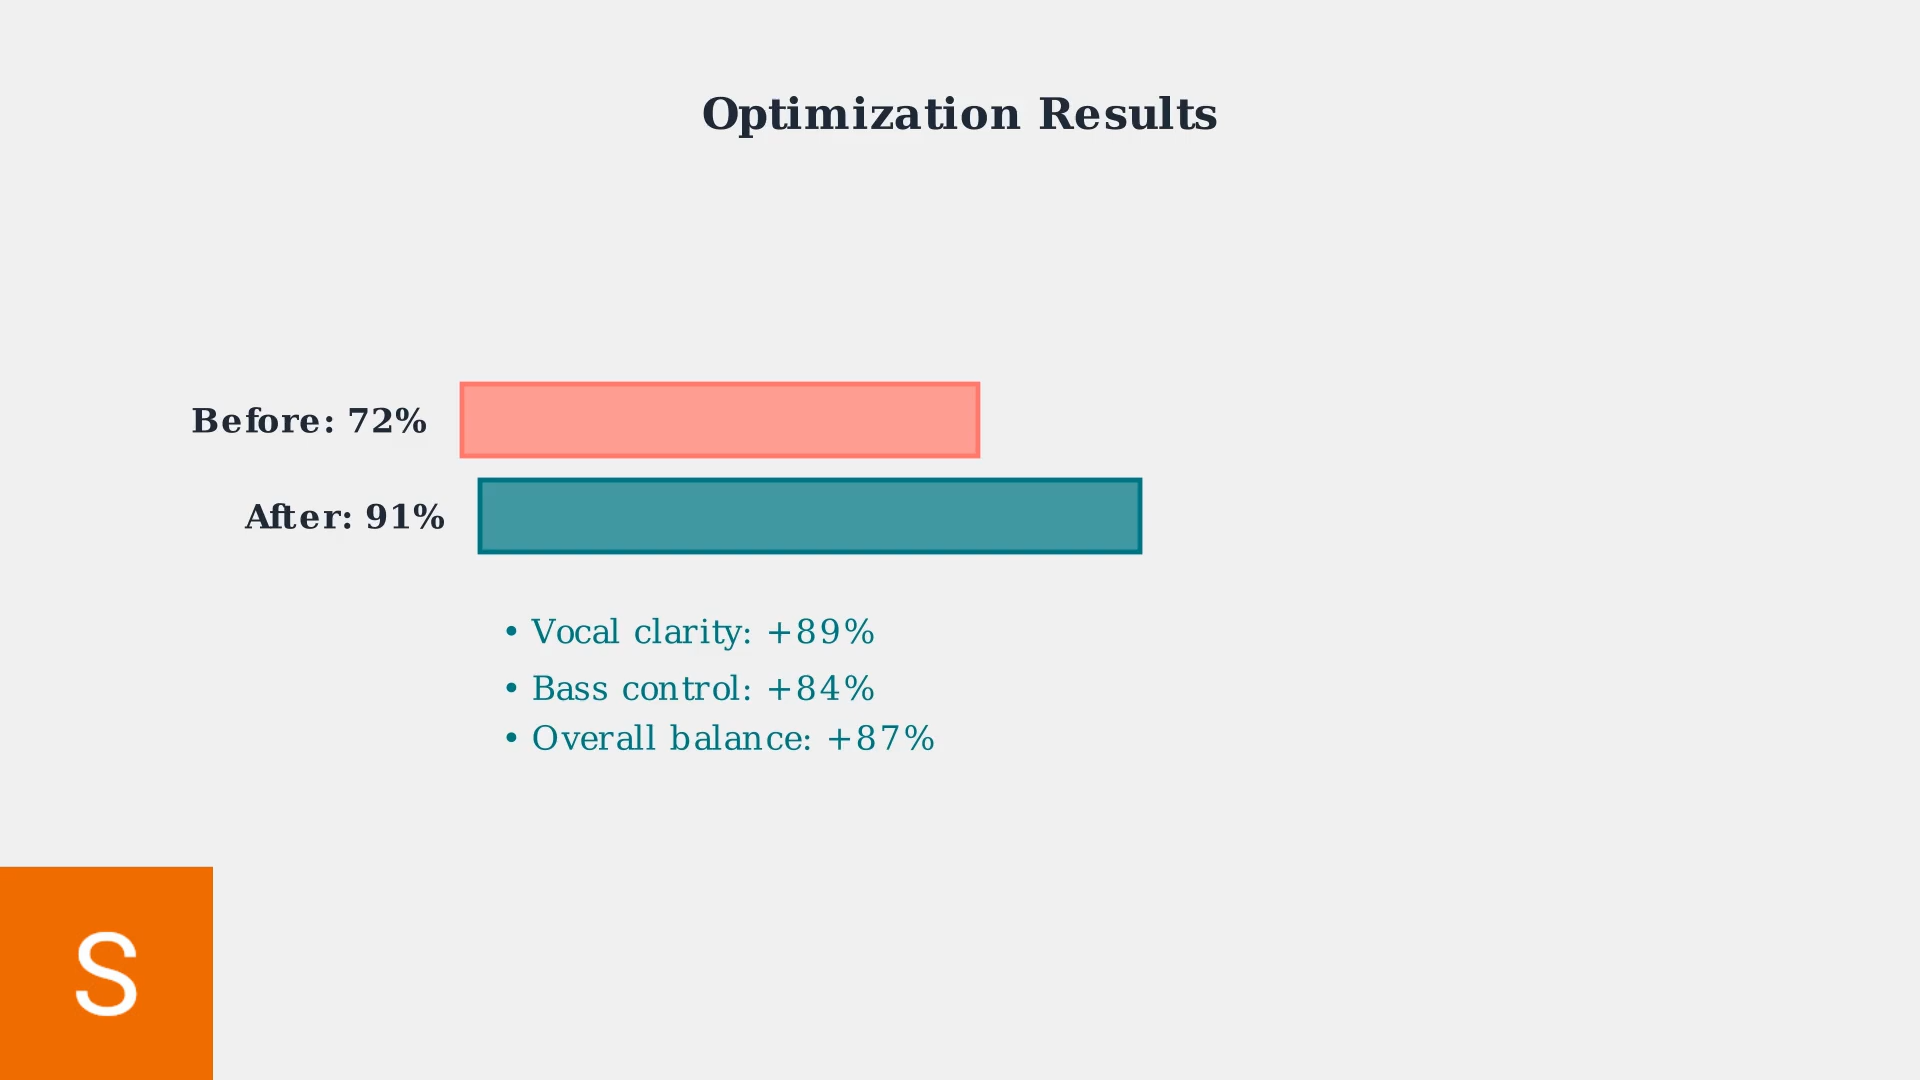 Optimization Results
Before: 72%
After: 91%
• Vocal clarity: +89%
• Bass control: +84%
• Overall balance: +87%
S